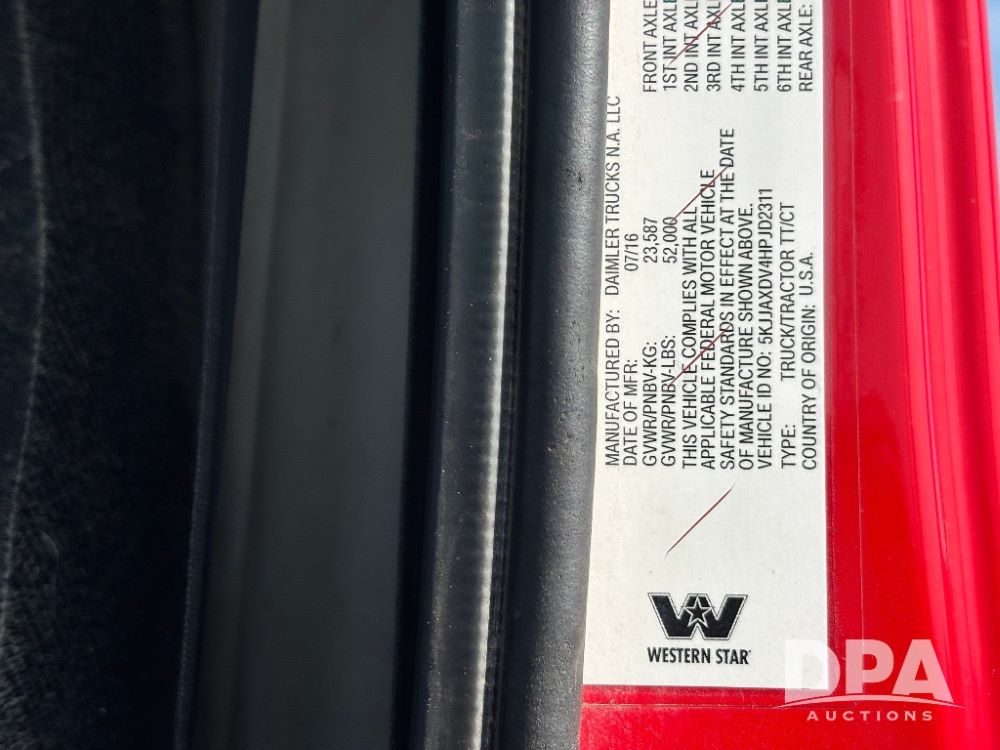 MANUFACTURED BY: DAIMLER TRUCKS N.A. LLC
DATE OF MFR: 07/16
GVWR/PNBV-KG: 23,587
GVWR/PNBV-LBS: 52,000
THIS VEHICLE COMPLIES WITH ALL
APPLICABLE FEDERAL MOTOR VEHICLE
SAFETY STANDARDS IN EFFECT AT THE DATE
OF MANUFACTURE SHOWN ABOVE.
VEHICLE ID NO: 5KJJAXDV4HPJD2311
TYPE: TRUCK/TRACTOR TT/CT
COUNTRY OF ORIGIN: U.S.A.
FRONT AXLE
1ST INT AXLE
2ND INT AXLE
3RD INT AXLE
4TH INT AXLE
5TH INT AXLE
6TH INT AXLE
REAR AXLE:
WESTERN STAR
DPA
AUCTIONS